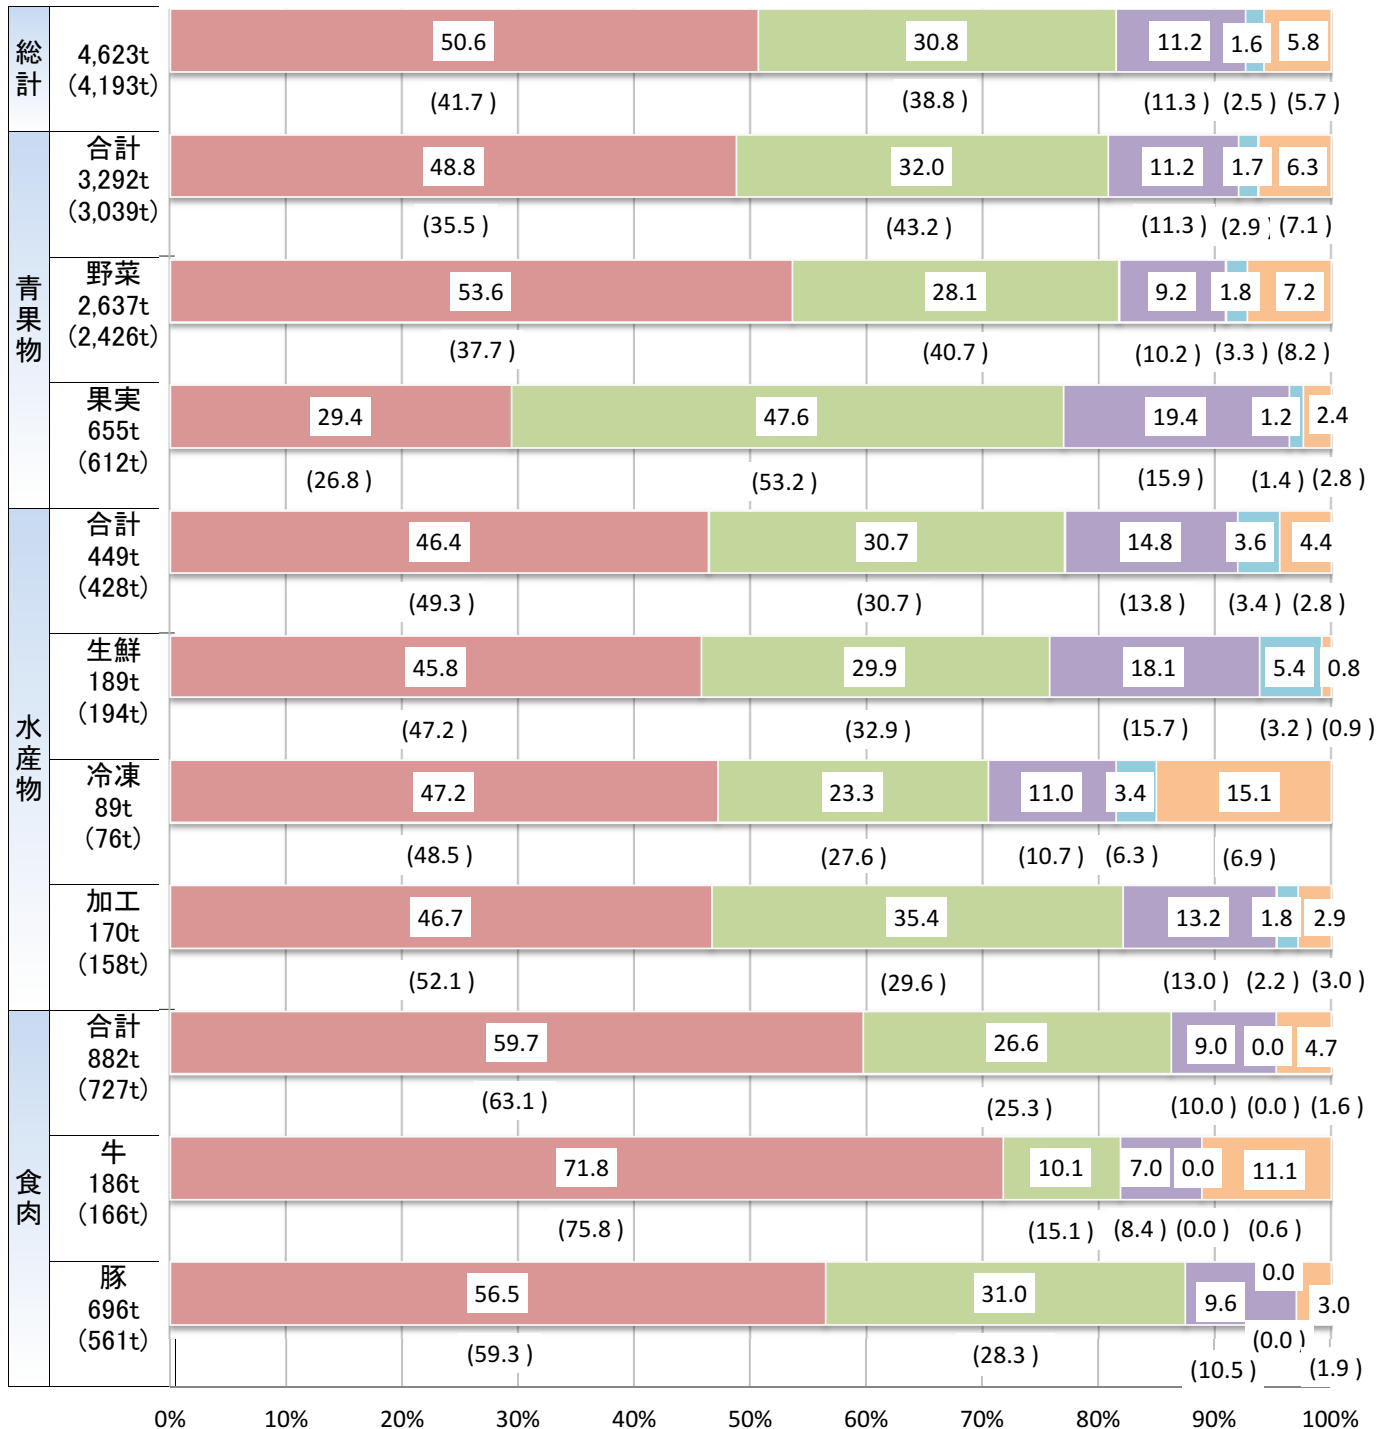 総計
4,623t
(4,193t)
50.6 30.8 11.2 1.6 5.8
(41.7 ) (38.8 ) (11.3 ) (2.5 ) (5.7 )
青果物
合計
3,292t
(3,039t)
48.8 32.0 11.2 1.7 6.3
(35.5 ) (43.2 ) (11.3 ) (2.9 ) (7.1 )
野菜
2,637t
(2,426t)
53.6 28.1 9.2 1.8 7.2
(37.7 ) (40.7 ) (10.2 ) (3.3 ) (8.2 )
果実
655t
(612t)
29.4 47.6 19.4 1.2 2.4
(26.8 ) (53.2 ) (15.9 ) (1.4 ) (2.8 )
水産物
合計
449t
(428t)
46.4 30.7 14.8 3.6 4.4
(49.3 ) (30.7 ) (13.8 ) (3.4 ) (2.8 )
生鮮
189t
(194t)
45.8 29.9 18.1 5.4 0.8
(47.2 ) (32.9 ) (15.7 ) (3.2 ) (0.9 )
冷凍
89t
(76t)
47.2 23.3 11.0 3.4 15.1
(48.5 ) (27.6 ) (10.7 ) (6.3 ) (6.9 )
加工
170t
(158t)
46.7 35.4 13.2 1.8 2.9
(52.1 ) (29.6 ) (13.0 ) (2.2 ) (3.0 )
食肉
合計
882t
(727t)
59.7 26.6 9.0 0.0 4.7
(63.1 ) (25.3 ) (10.0 ) (0.0 ) (1.6 )
牛
186t
(166t)
71.8 10.1 7.0 0.0 11.1
(75.8 ) (15.1 ) (8.4 ) (0.0 ) (0.6 )
豚
696t
(561t)
56.5 31.0 9.6 0.0 3.0
(59.3 ) (28.3 ) (10.5 ) (0.0 ) (1.9 )
0% 10% 20% 30% 40% 50% 60% 70% 80% 90% 100%